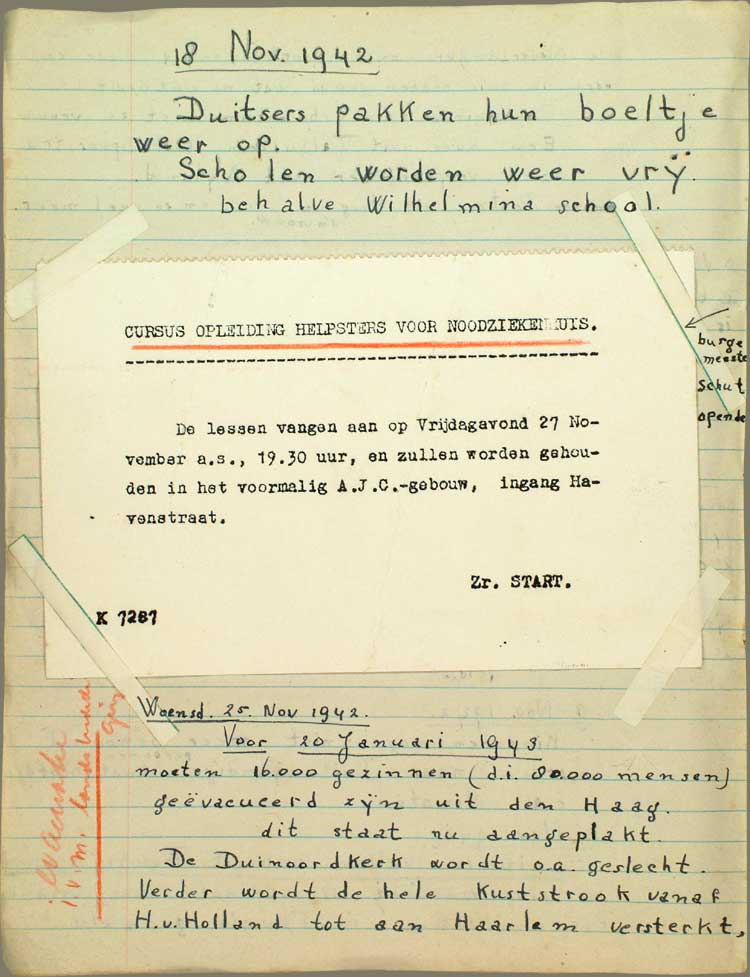 18 Nov. 1942
Duitsers pakken hun boeltje
weer op.
Scholen worden weer vrij.
behalve Wilhelmina school.
CURSUS OPLEIDING HELPSTERS VOOR NOODZIEKENHUIS.
De lessen vangen aan op Vrijdagavond 27 No-
vember a.s., 19.30 uur, en zullen worden gehou-
den in het voormalig A.J.C.-gebouw, ingang Ha-
venstraat.
Zr. START.
K 7287
burge
meeste
Schut
opende
Woensd. 25. Nov 1942.
Voor 20 Januari 1943
moeten 16.000 gezinnen (d.i. 80.000 mensen)
geëvacueerd zijn uit den Haag.
dit staat nu aangeplakt.
De Duinoordkerk wordt o.a. geslecht.
Verder wordt de hele Kuststrook vanaf
H.v.Holland tot aan Haarlem versterkt,
evacuatie
i.v.m.